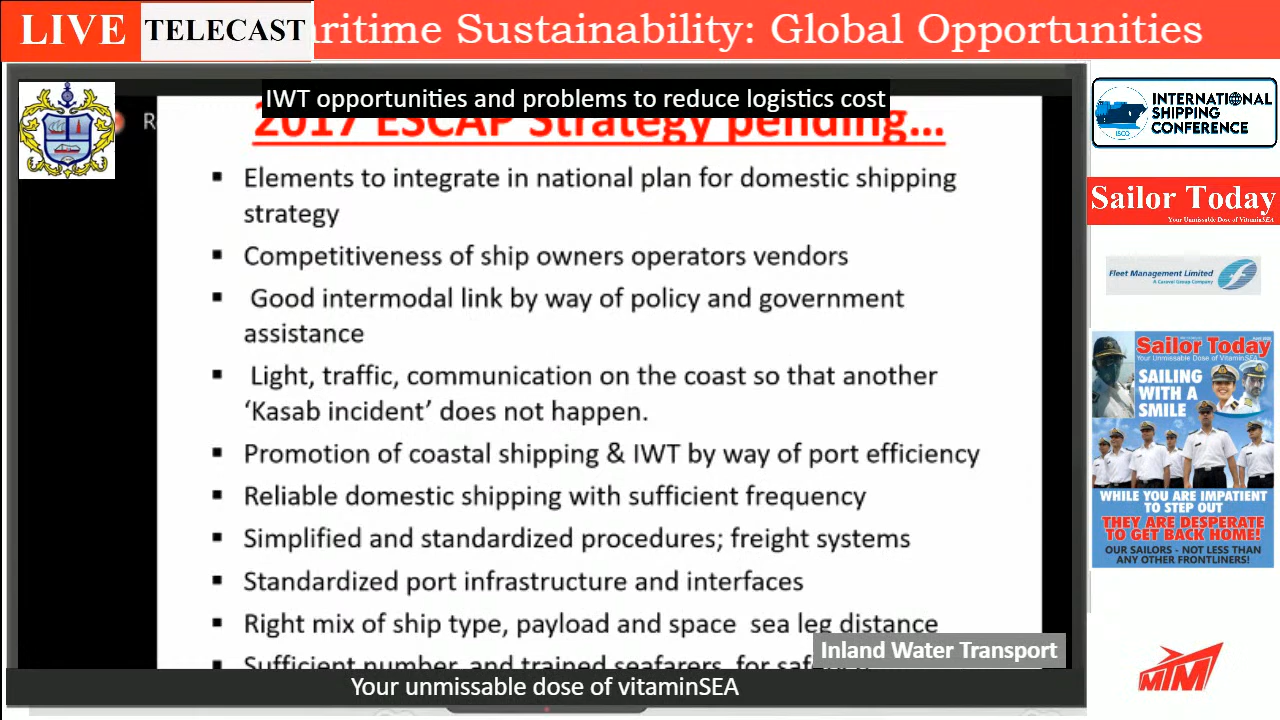 LIVE TELECAST ritime Sustainability: Global Opportunities
IWT opportunities and problems to reduce logistics cost
2017 ESCAP Strategy pending...
▪ Elements to integrate in national plan for domestic shipping
strategy
▪ Competitiveness of ship owners operators vendors
▪ Good intermodal link by way of policy and government
assistance
▪ Light, traffic, communication on the coast so that another
‘Kasab incident’ does not happen.
▪ Promotion of coastal shipping & IWT by way of port efficiency
▪ Reliable domestic shipping with sufficient frequency
▪ Simplified and standardized procedures; freight systems
▪ Standardized port infrastructure and interfaces
▪ Right mix of ship type, payload and space sea leg distance
▪ Sufficient number and trained seafarers for
Inland Water Transport
Your unmissable dose of vitaminSEA
INTERNATIONAL
SHIPPING
CONFERENCE
ISCO
Sailor Today
Your Unmissable Dose of VitaminSEA
Fleet Management Limited
A Caravel Group Company
Sailor Today
Your Unmissable Dose of VitaminSEA
SAILING
WITH A
SMILE
WHILE YOU ARE IMPATIENT
TO STEP OUT
THEY ARE DESPERATE
TO GET BACK HOME!
OUR SAILORS - NOT LESS THAN
ANY OTHER FRONTLINERS!
MTM